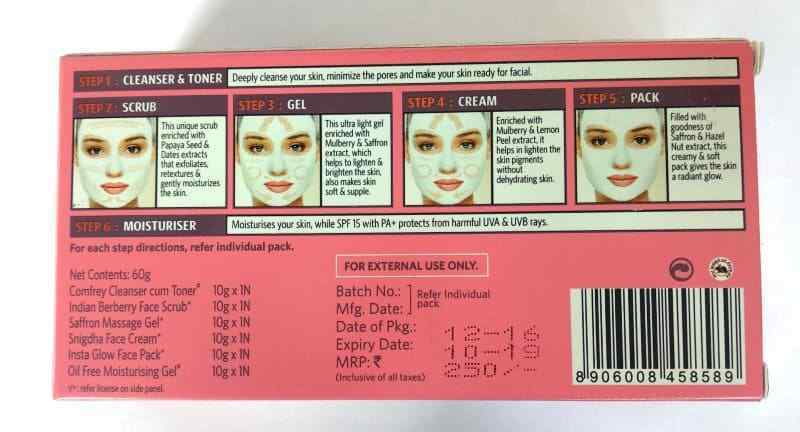 STEP 1 : CLEANSER & TONER
Deeply cleanse your skin, minimize the pores and make your skin ready for facial.
STEP 2 : SCRUB
This unique scrub
enriched with
Papaya Seed &
Dates extracts
that exfoliates,
retextures &
gently moisturizes
the skin.
STEP 3 : GEL
This ultra light gel
enriched with
Mulberry & Saffron
extract, which
helps to lighten &
brighten the skin,
also makes skin
soft & supple.
STEP 4 : CREAM
Enriched with
Mulberry & Lemon
Peel extract, it
helps in lighten the
skin pigments
without
dehydrating skin.
STEP 5 : PACK
Filled with
goodness of
Saffron & Hazel
Nut extract, this
creamy & soft
pack gives the skin
a radiant glow.
STEP 6 : MOISTURISER
Moisturises your skin, while SPF 15 with PA+ protects from harmful UVA & UVB rays.
For each step directions, refer individual pack.
Net Contents: 60g
Comfrey Cleanser cum Toner# 10g x 1N
Indian Berberry Face Scrub^ 10g x 1N
Saffron Massage Gel^ 10g x 1N
Snigdha Face Cream^ 10g x 1N
Insta Glow Face Pack^ 10g x 1N
Oil Free Moisturising Gel# 10g x 1N
#^: refer license on side panel.
FOR EXTERNAL USE ONLY.
Batch No.:
Mfg. Date:
Refer Individual
pack
Date of Pkg.: 12-16
Expiry Date: 10-19
MRP: ₹ 250/-
(Inclusive of all taxes)
8 906008 458589